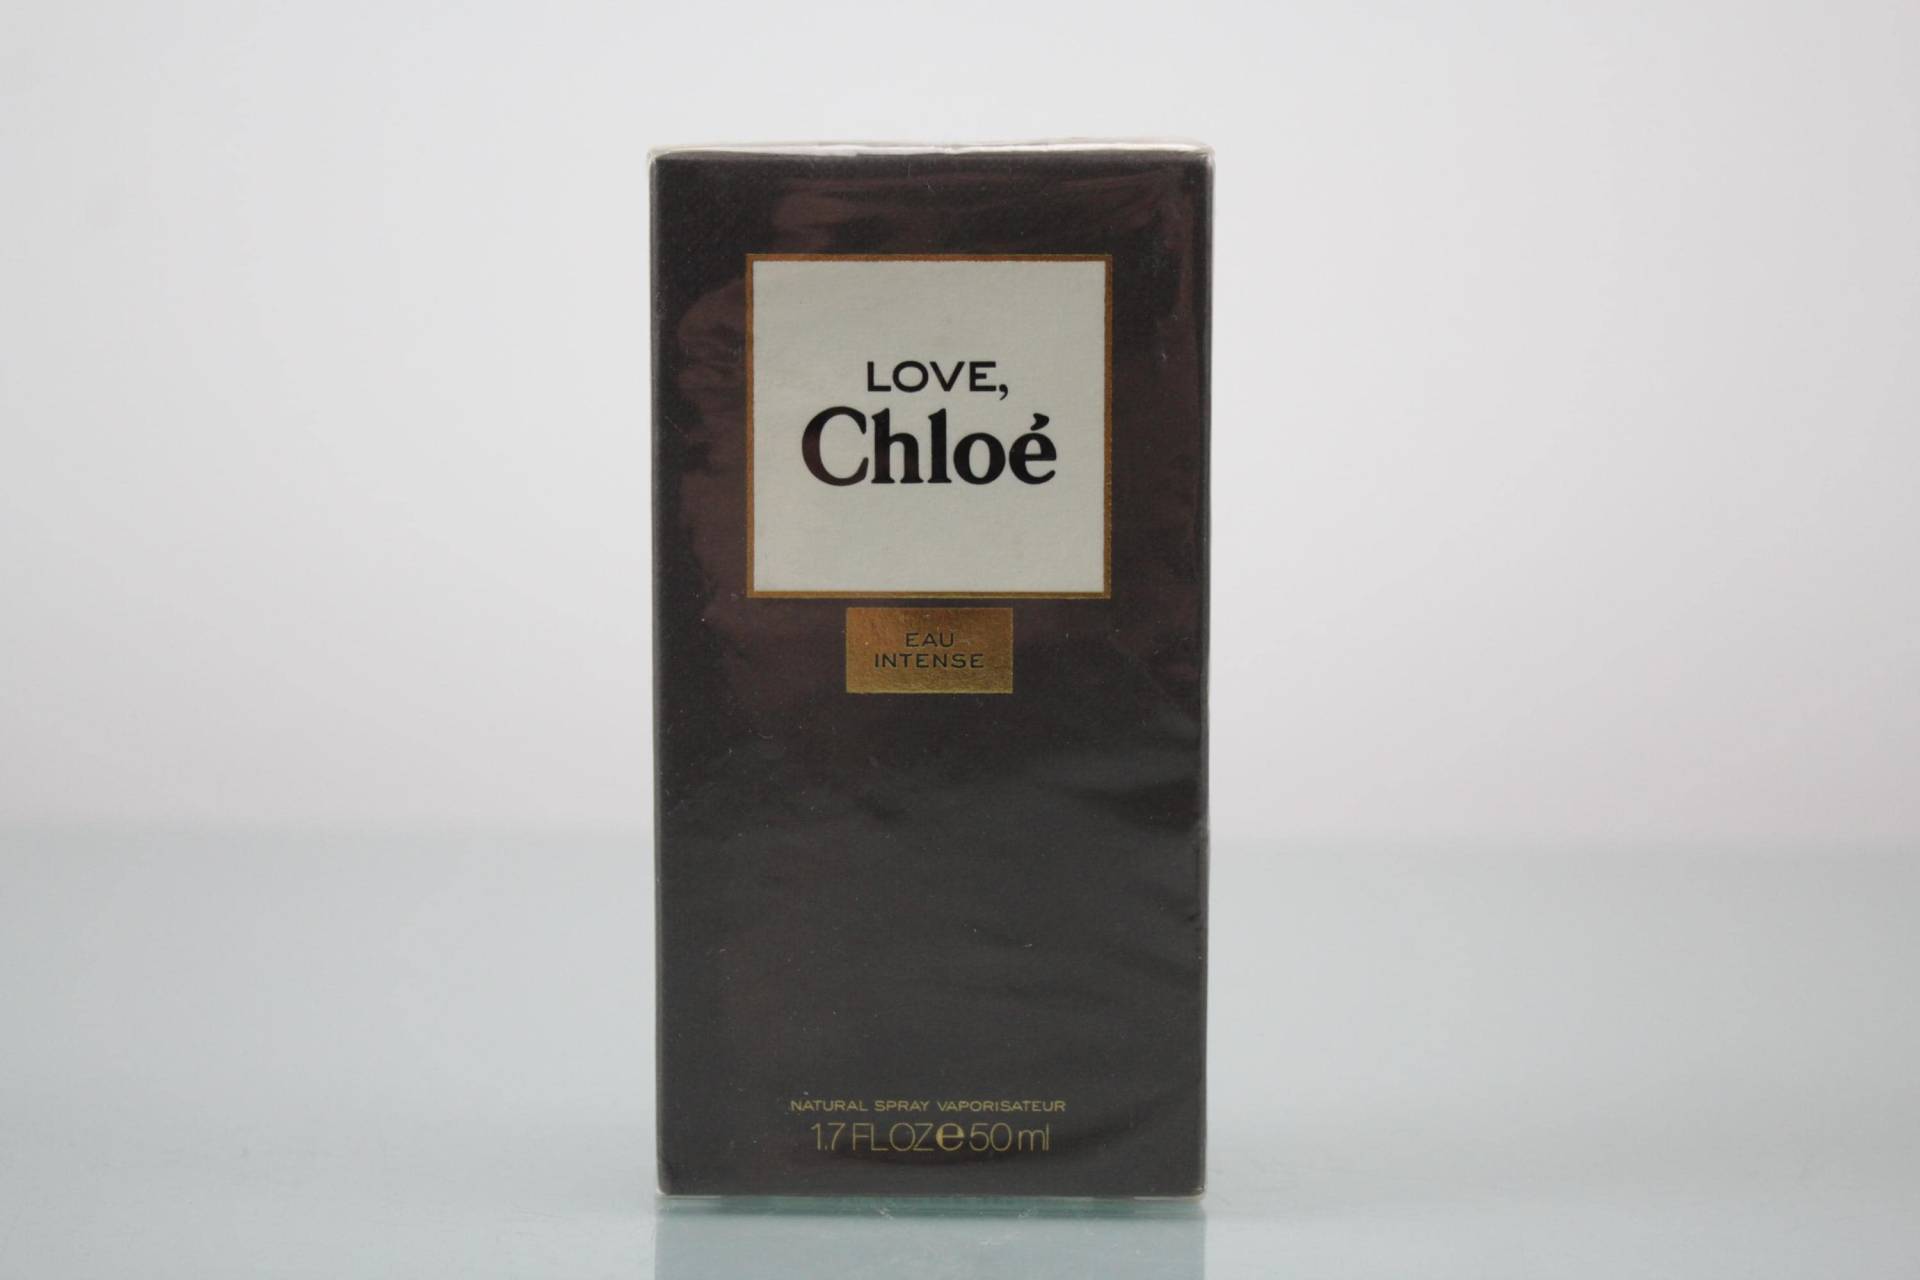 LOVE,
Chloé
EAU
INTENSE
NATURAL SPRAY VAPORISATEUR
1.7 FL OZ e 50 ml